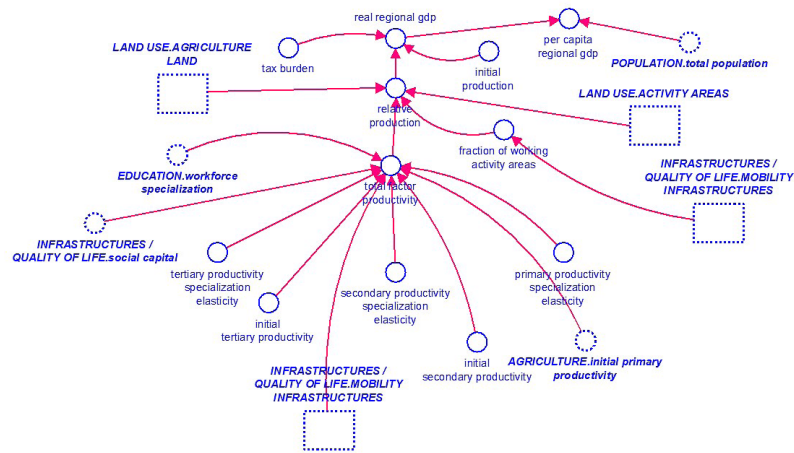 real regional gdp
per capita
regional gdp
LAND USE.AGRICULTURE
LAND
tax burden
initial
production
POPULATION.total population
LAND USE.ACTIVITY AREAS
relative
production
fraction of working
activity areas
EDUCATION.workforce
specialization
INFRASTRUCTURES /
QUALITY OF LIFE.MOBILITY
INFRASTRUCTURES
total factor
productivity
INFRASTRUCTURES /
QUALITY OF LIFE.social capital
tertiary productivity
specialization
elasticity
secondary productivity
specialization
elasticity
primary productivity
specialization
elasticity
initial
tertiary productivity
initial
secondary productivity
AGRICULTURE.initial primary
productivity
INFRASTRUCTURES /
QUALITY OF LIFE.MOBILITY
INFRASTRUCTURES